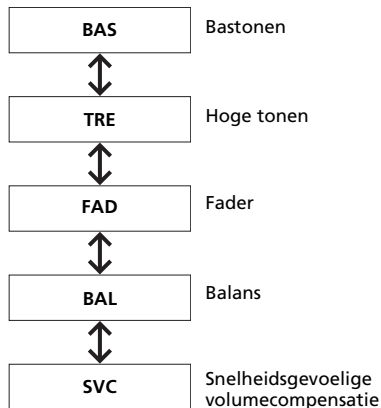 BAS Bastonen
TRE Hoge tonen
FAD Fader
BAL Balans
SVC Snelheidsgevoelige
volumecompensatie